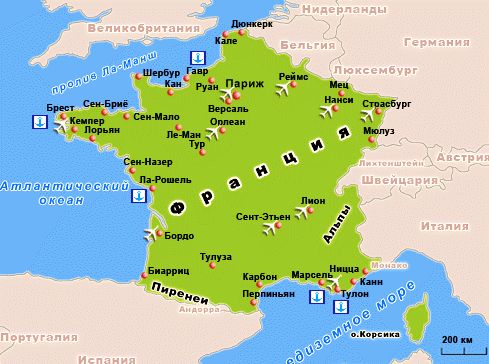 Нидерланды
Великобритания
Дюнкерк
Кале
Бельгия
Германия
пролив Ла-Манш
Люксембург
Шербур
Гавр
Кан
Руан
Париж
Реймс
Мец
Версаль
Нанси
Стоасбург
Брест
Сен-Бриё
Сен-Мало
Кемпер
Лорьян
Орлеан
Ле-Ман
Мюлуз
Тур
Франция
Лихтенштейн
Австрия
Сен-Назер
Швейцария
Атлантический
океан
Ла-Рошель
Лион
Альпы
Сент-Этьен
Италия
Бордо
Тулуза
Ницца
Монако
Биарриц
Карбон
Марсель
Канн
Пиренеи
Тулон
Перпиньян
Андорра
едиземное море
о.Корсика
200 км
Португалия
Испания